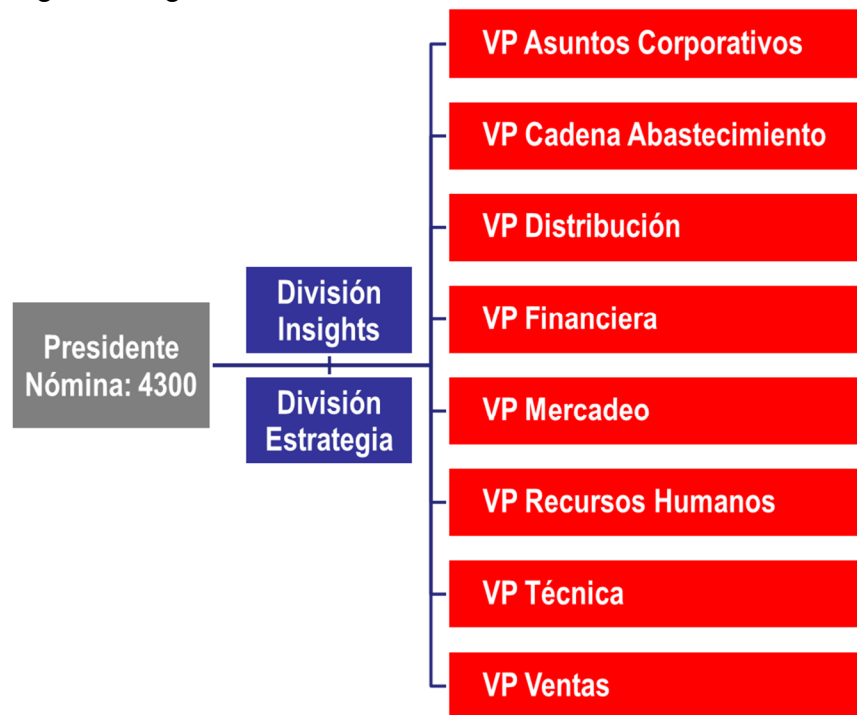 VP Asuntos Corporativos
VP Cadena Abastecimiento
VP Distribución
División
Insights
VP Financiera
Presidente
Nómina: 4300
División
Estrategia
VP Mercadeo
VP Recursos Humanos
VP Técnica
VP Ventas